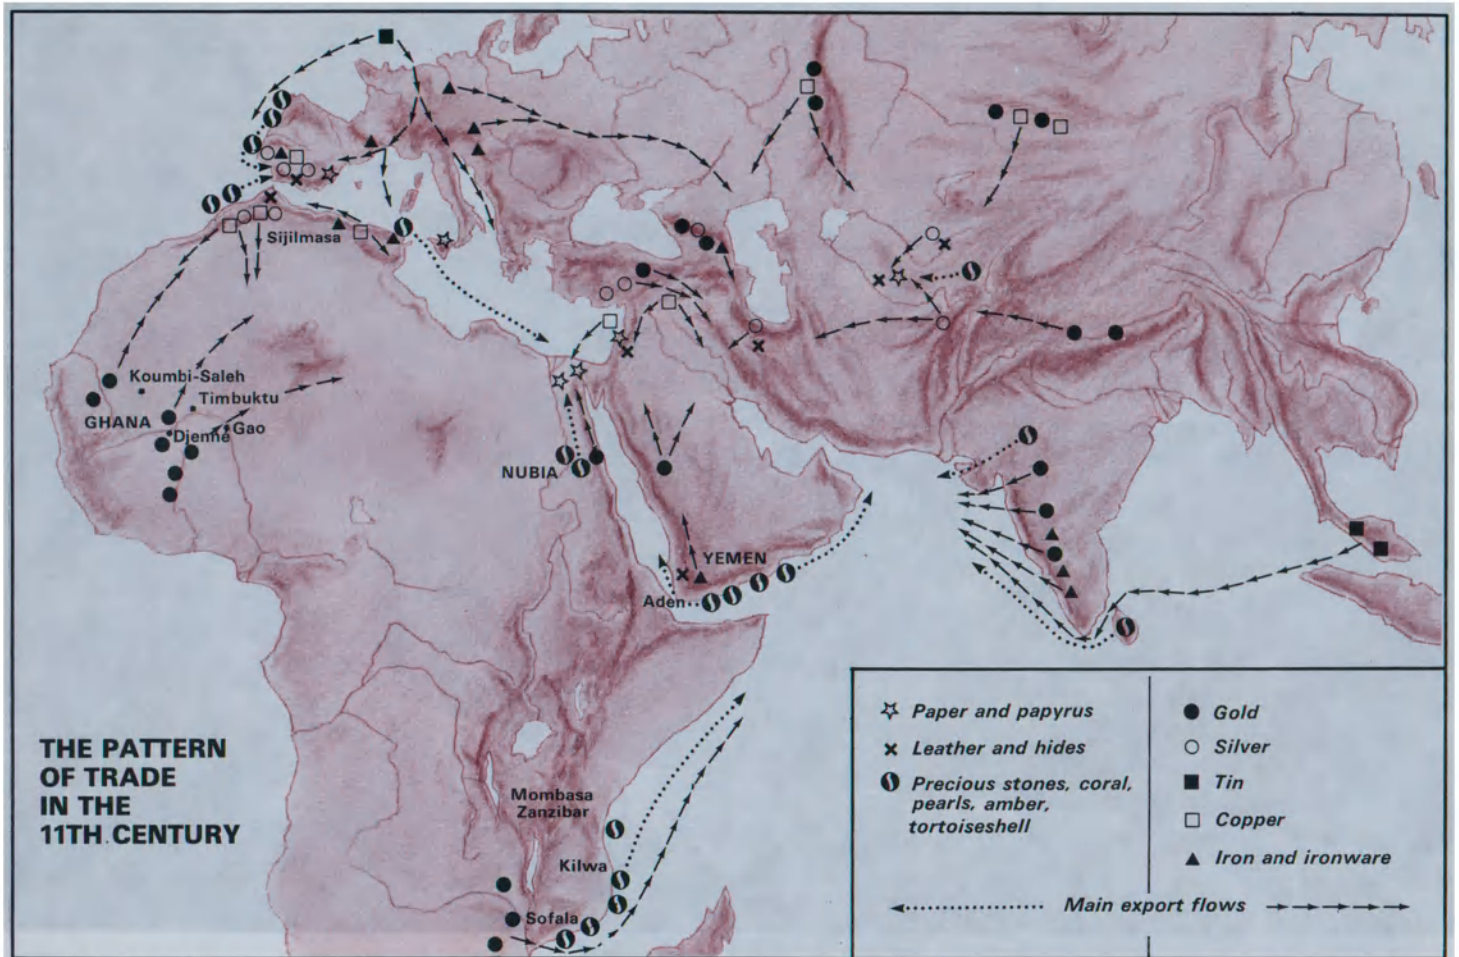 Sijilmasa
Koumbi-Saleh
Timbuktu
GHANA
Djenné
Gao
NUBIA
YEMEN
Aden
THE PATTERN
OF TRADE
IN THE
11TH CENTURY
Mombasa
Zanzibar
Kilwa
Sofala
Paper and papyrus
Leather and hides
Precious stones, coral,
pearls, amber,
tortoiseshell
Gold
Silver
Tin
Copper
Iron and ironware
Main export flows